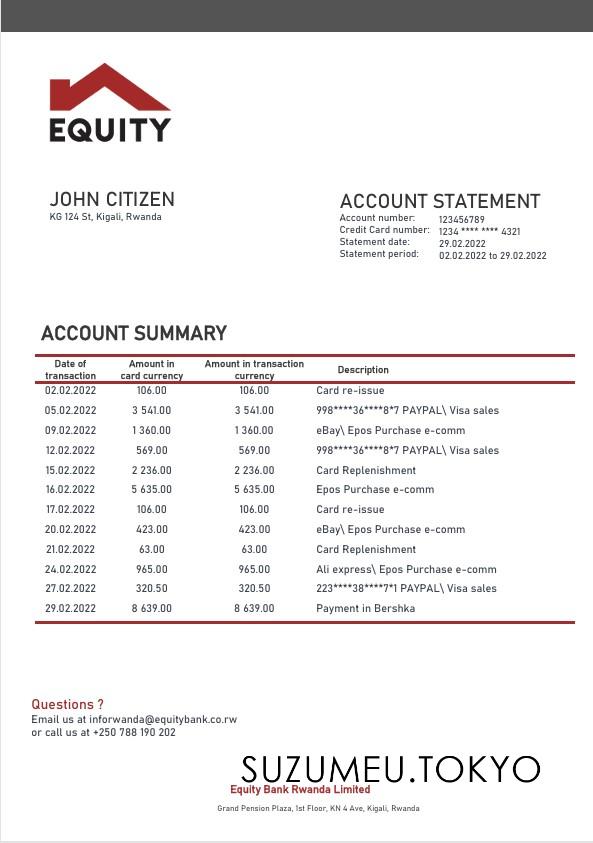 EQUITY
JOHN CITIZEN
KG 124 St, Kigali, Rwanda
ACCOUNT STATEMENT
Account number: 123456789
Credit Card number: 1234 **** **** 4321
Statement date: 29.02.2022
Statement period: 02.02.2022 to 29.02.2022
ACCOUNT SUMMARY
Date of transaction Amount in card currency Amount in transaction currency Description
02.02.2022 106.00 106.00 Card re-issue
05.02.2022 3 541.00 3 541.00 998****36****8*7 PAYPAL\ Visa sales
09.02.2022 1 360.00 1 360.00 eBay\ Epos Purchase e-comm
12.02.2022 569.00 569.00 998****36****8*7 PAYPAL\ Visa sales
15.02.2022 2 236.00 2 236.00 Card Replenishment
16.02.2022 5 635.00 5 635.00 Epos Purchase e-comm
17.02.2022 106.00 106.00 Card re-issue
20.02.2022 423.00 423.00 eBay\ Epos Purchase e-comm
21.02.2022 63.00 63.00 Card Replenishment
24.02.2022 965.00 965.00 Ali express\ Epos Purchase e-comm
27.02.2022 320.50 320.50 223****38****7*1 PAYPAL\ Visa sales
29.02.2022 8 639.00 8 639.00 Payment in Bershka
Questions ?
Email us at inforwanda@equitybank.co.rw
or call us at +250 788 190 202
SUZUMEU.TOKYO
Equity Bank Rwanda Limited
Grand Pension Plaza, 1st Floor, KN 4 Ave, Kigali, Rwanda